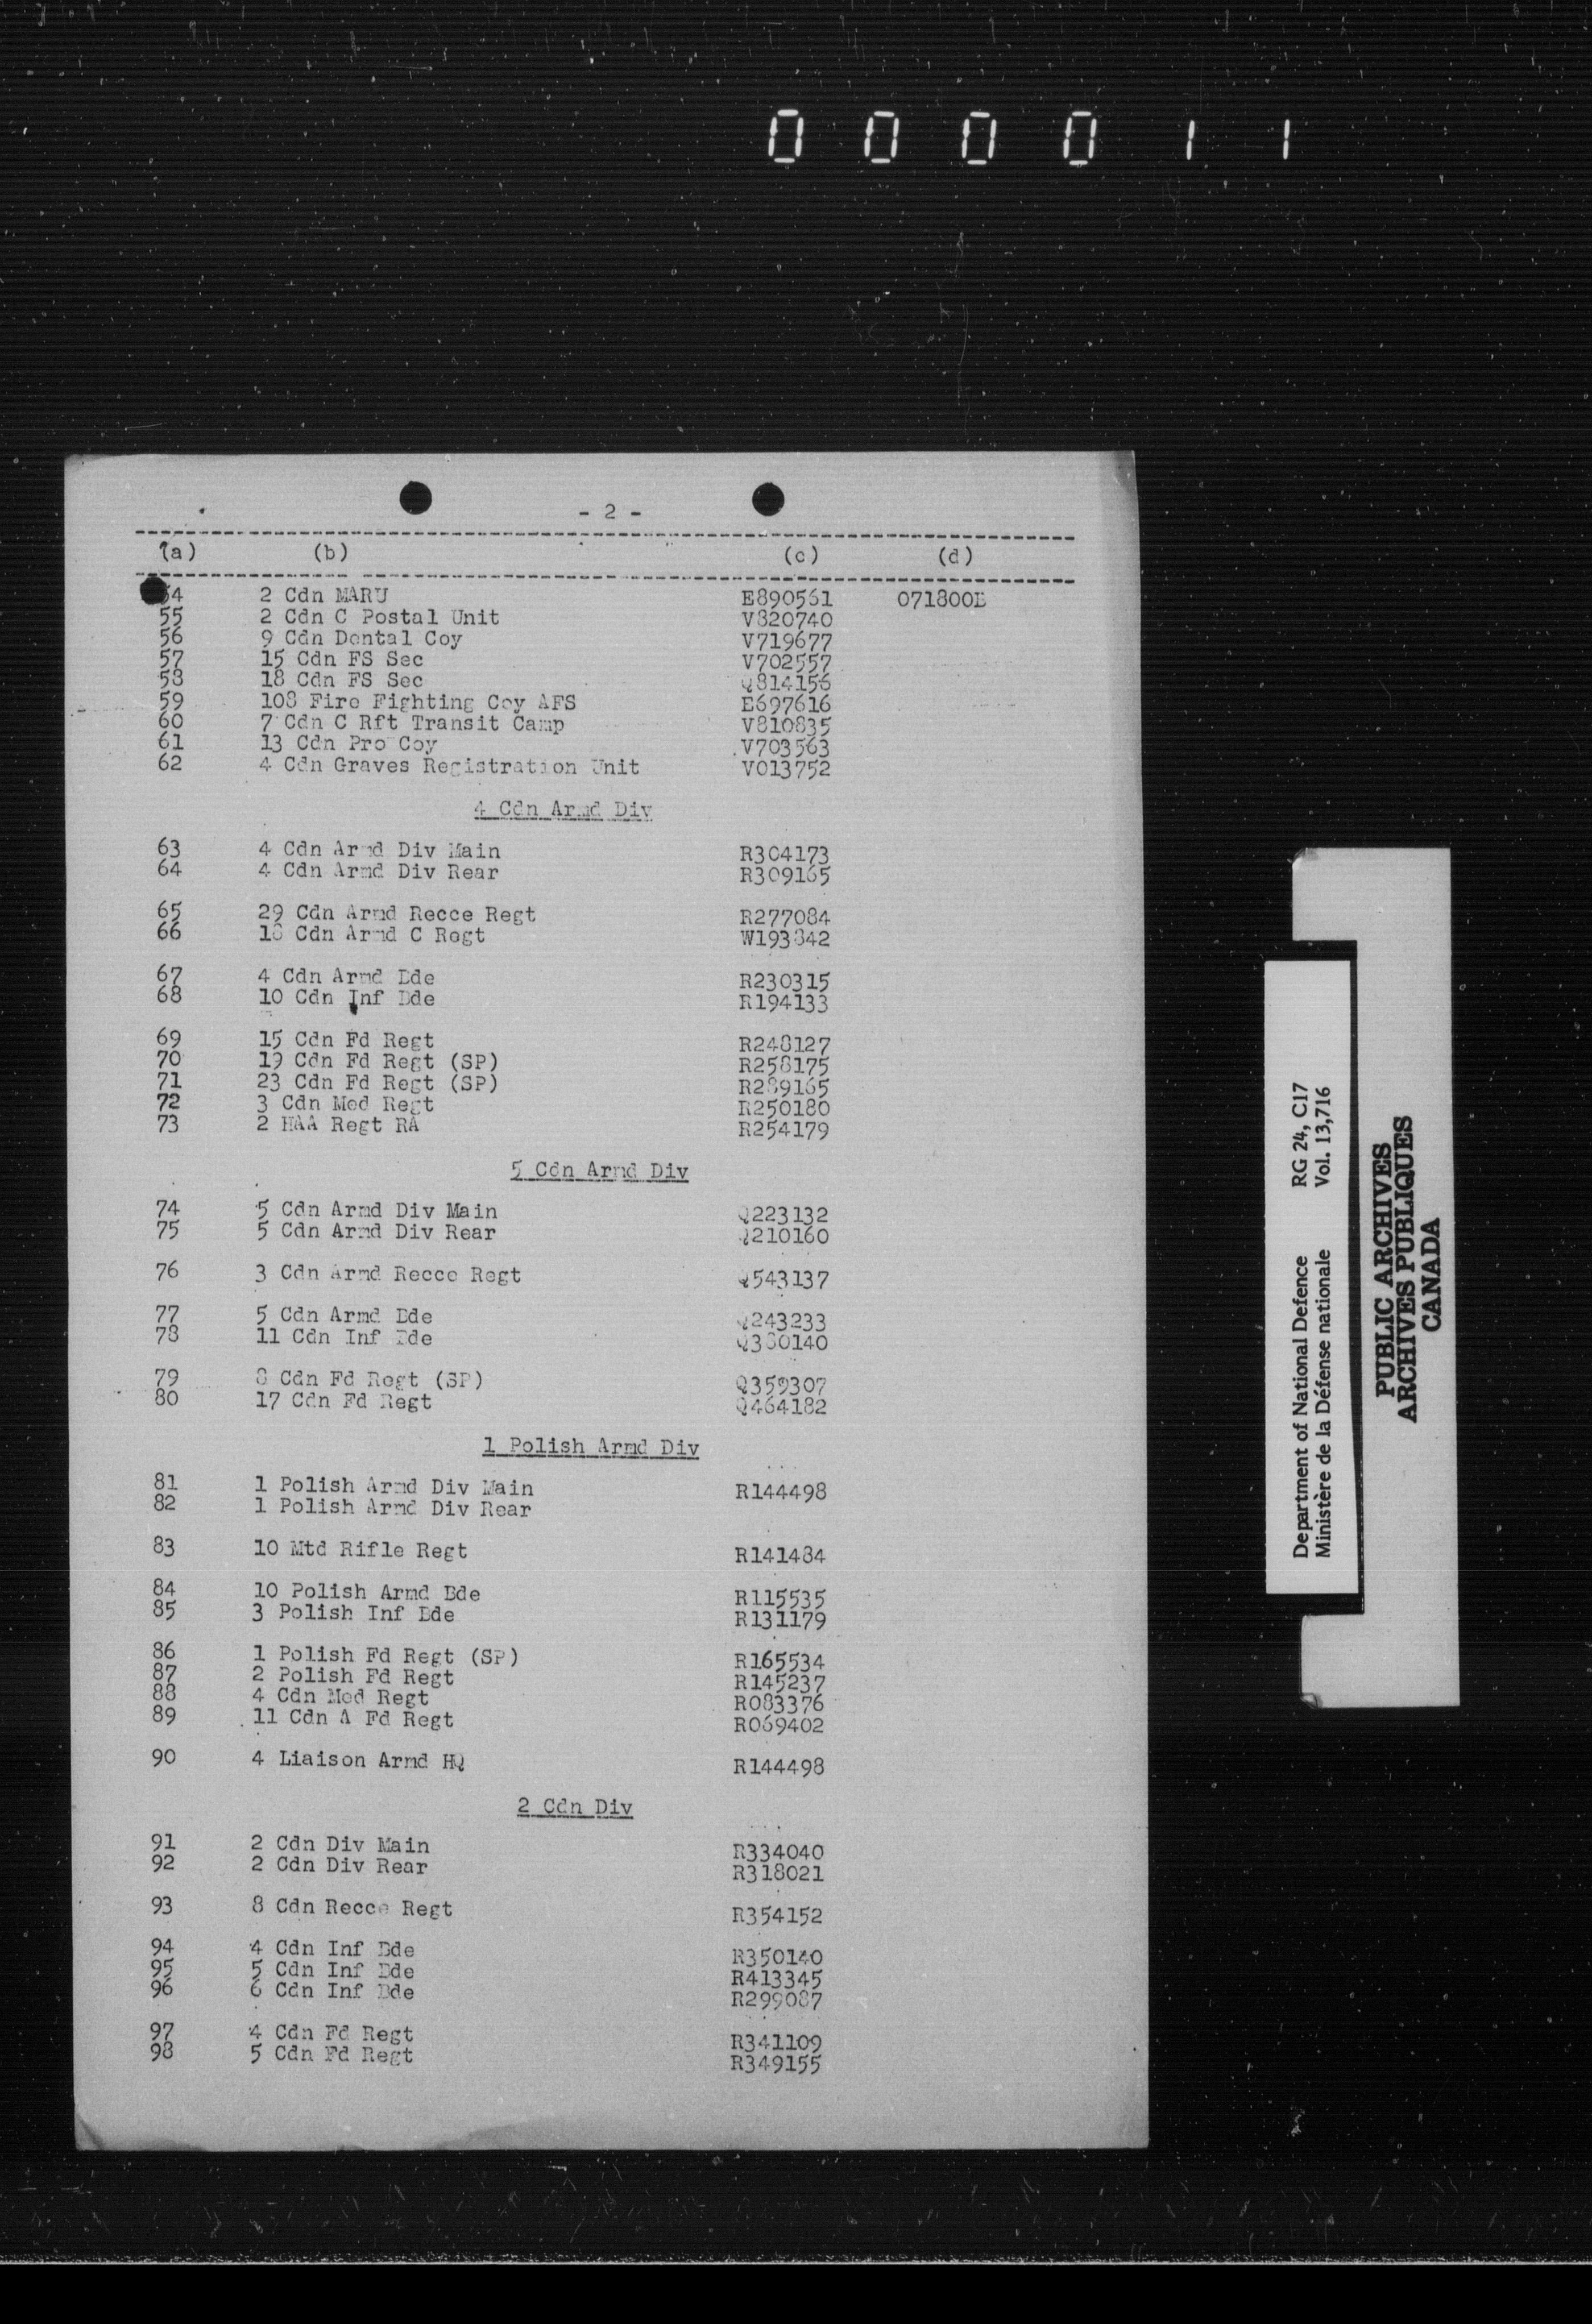 000011
- 2 -
(a) (b) (c) (d)
54 2 Cdn MARU E890561 071800B
55 2 Cdn C Postal Unit V820740
56 9 Cdn Dental Coy V719677
57 15 Cdn FS Sec V702557
58 18 Cdn FS Sec Q814156
59 108 Fire Fighting Coy AFS E697616
60 7 Cdn C Rft Transit Camp V810835
61 13 Cdn Pro Coy V703563
62 4 Cdn Graves Registration Unit V013752
4 Cdn Armd Div
63 4 Cdn Armd Div Main R304173
64 4 Cdn Armd Div Rear R309165
65 29 Cdn Armd Recce Regt R277084
66 18 Cdn Armd C Regt W193842
67 4 Cdn Armd Bde R230315
68 10 Cdn Inf Bde R194133
69 15 Cdn Fd Regt R248127
70 19 Cdn Fd Regt (SP) R258175
71 23 Cdn Fd Regt (SP) R289165
72 3 Cdn Med Regt R250180
73 2 HAA Regt RA R254179
5 Cdn Armd Div
74 5 Cdn Armd Div Main Q223132
75 5 Cdn Armd Div Rear Q210160
76 3 Cdn Armd Recce Regt Q543137
77 5 Cdn Armd Bde Q243233
78 11 Cdn Inf Bde
79 8 Cdn Fd Regt (SP) Q359307
80 17 Cdn Fd Regt Q464182
1 Polish Armd Div
81 1 Polish Armd Div Main R144498
82 1 Polish Armd Div Rear
83 10 Mtd Rifle Regt R141484
84 10 Polish Armd Bde R115535
85 3 Polish Inf Bde R131179
86 1 Polish Fd Regt (SP) R165534
87 2 Polish Fd Regt R145237
88 4 Cdn Med Regt R083376
89 11 Cdn A Fd Regt R069402
90 4 Liaison Armd HQ R144498
2 Cdn Div
91 2 Cdn Div Main R334040
92 2 Cdn Div Rear R318021
93 8 Cdn Recce Regt R354152
94 4 Cdn Inf Bde R350140
95 5 Cdn Inf Bde R413345
96 6 Cdn Inf Bde R299087
97 4 Cdn Fd Regt R341109
98 5 Cdn Fd Regt R349155
Department of National Defence RG 24, C17
Ministère de la Défense nationale Vol. 13,716
PUBLIC ARCHIVES
ARCHIVES PUBLIQUES
CANADA